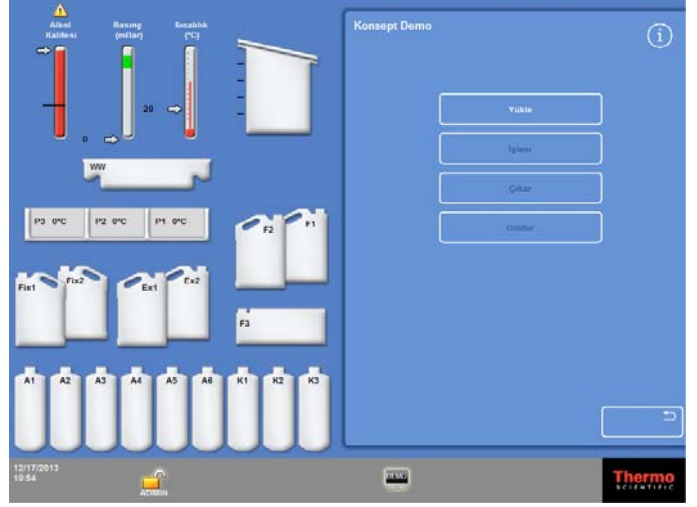 Alkol
Kalitesi
Basınç
(mBar)
Sıcaklık
(°C)
20
0
WW
P3 0°C
P2 0°C
P1 0°C
F2
F1
Fix1
Fix2
Ex1
Ex2
F3
A1
A2
A3
A4
A5
A6
K1
K2
K3
Konsept Demo
i
Yükle
İşlem
Çıkar
12/17/2013
10:54
ADMIN
DEMO
Thermo
SCIENTIFIC